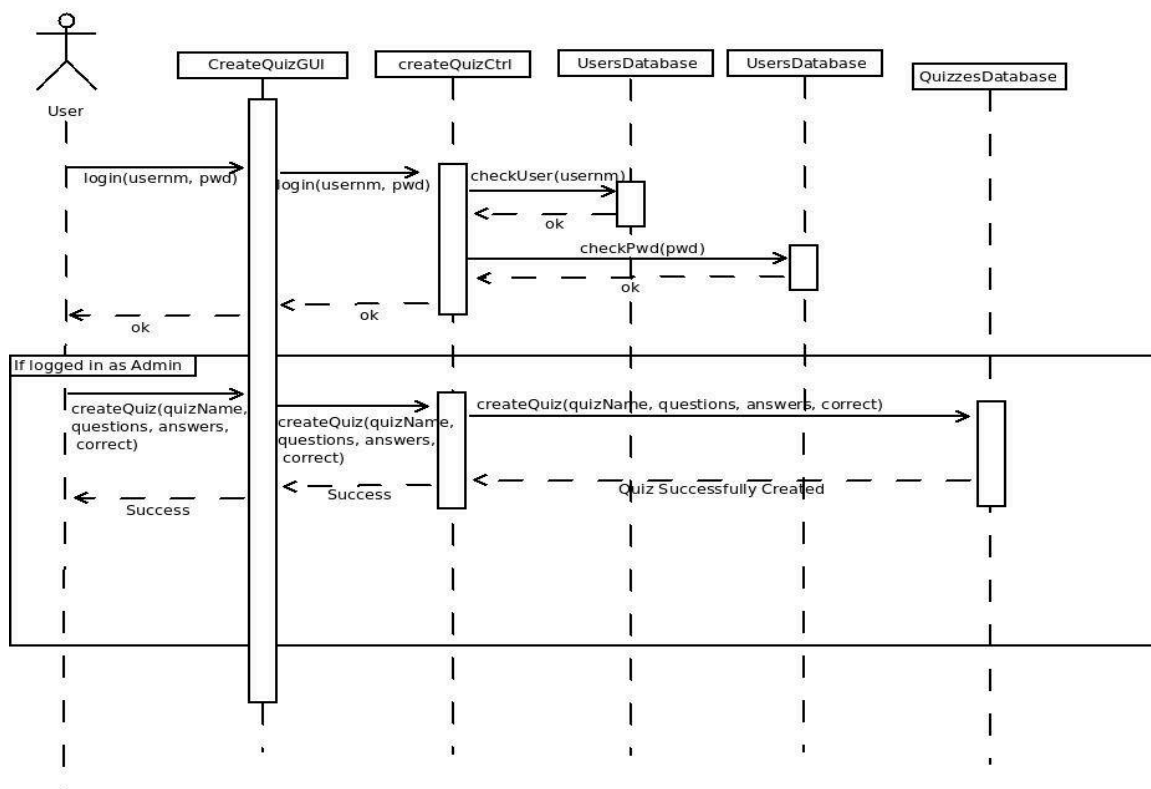 CreateQuizGUI
createQuizCtrl
UsersDatabase
UsersDatabase
QuizzesDatabase
User
login(usernm, pwd)
login(usernm, pwd)
checkUser(usernm)
ok
checkPwd(pwd)
ok
ok
ok
If logged in as Admin
createQuiz(quizName,
questions, answers,
correct)
createQuiz(quizName,
questions, answers,
correct)
createQuiz(quizName, questions, answers, correct)
Quiz Successfully Created
Success
Success